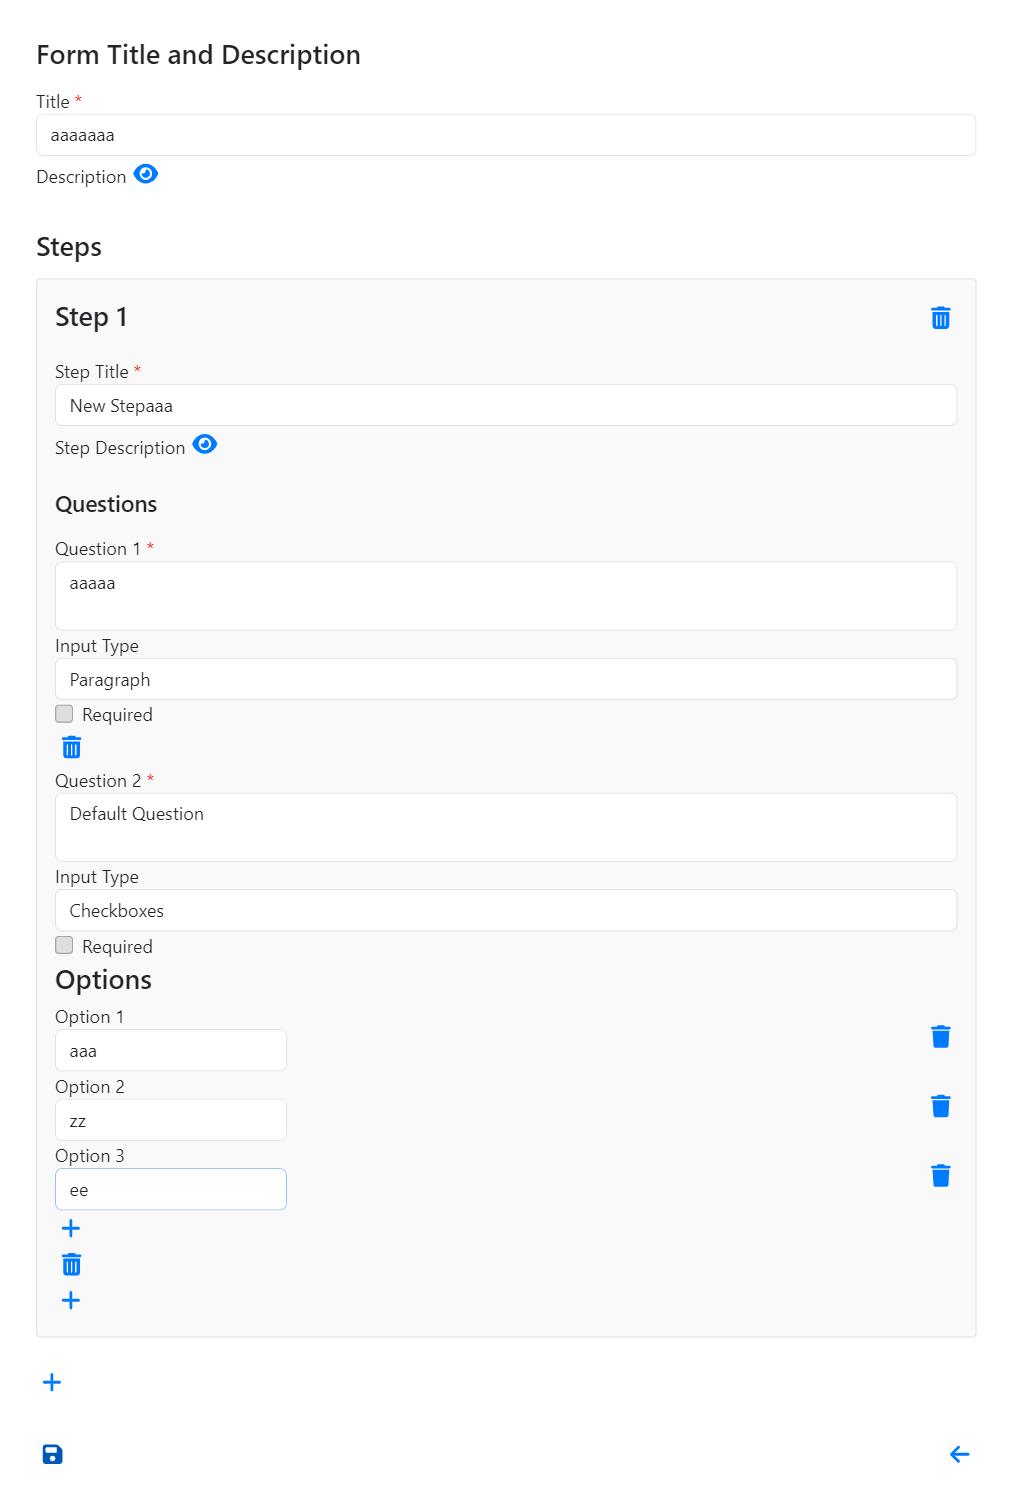 Form Title and Description
Title *
aaaaaaa
Description
Steps
Step 1
Step Title *
New Stepaaa
Step Description
Questions
Question 1 *
aaaaa
Input Type
Paragraph
Required
Question 2 *
Default Question
Input Type
Checkboxes
Required
Options
Option 1
aaa
Option 2
zz
Option 3
ee